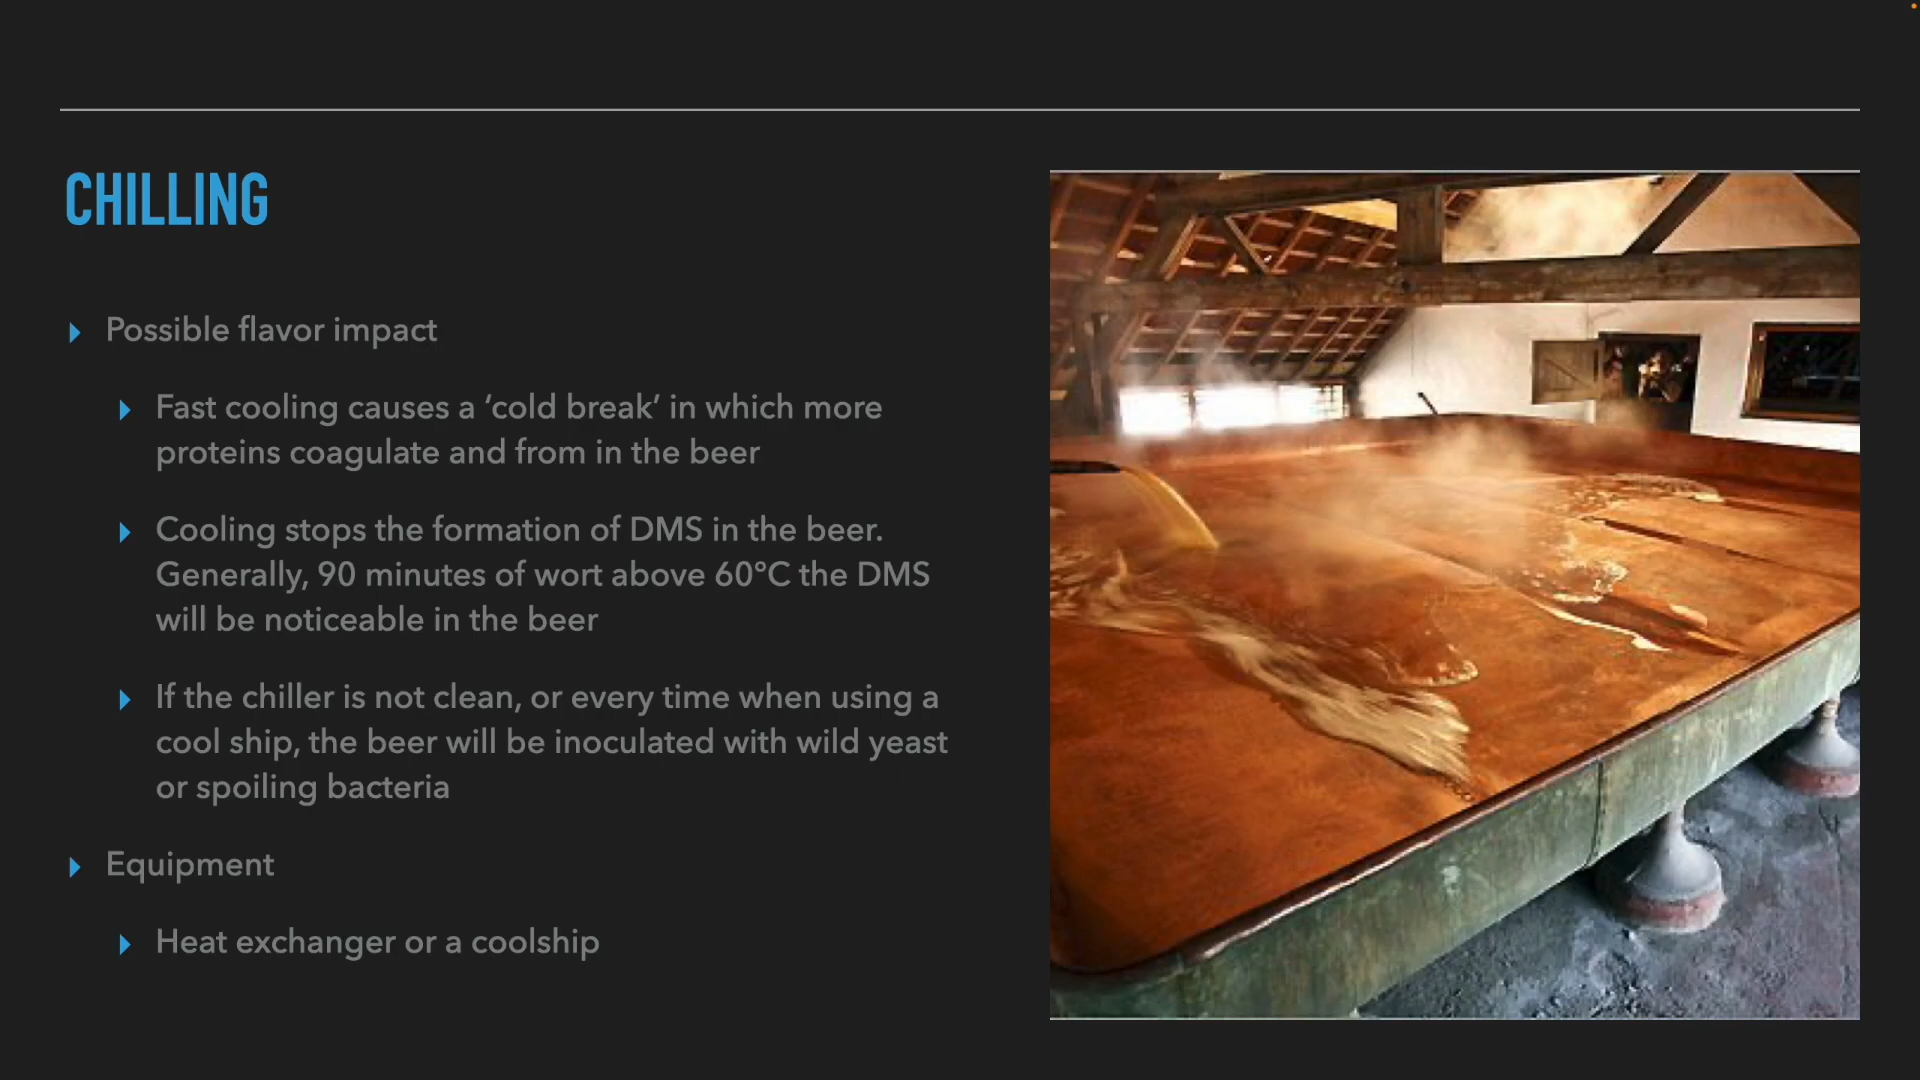 CHILLING
Possible flavor impact
Fast cooling causes a ‘cold break’ in which more
proteins coagulate and from in the beer
Cooling stops the formation of DMS in the beer.
Generally, 90 minutes of wort above 60°C the DMS
will be noticeable in the beer
If the chiller is not clean, or every time when using a
cool ship, the beer will be inoculated with wild yeast
or spoiling bacteria
Equipment
Heat exchanger or a coolship